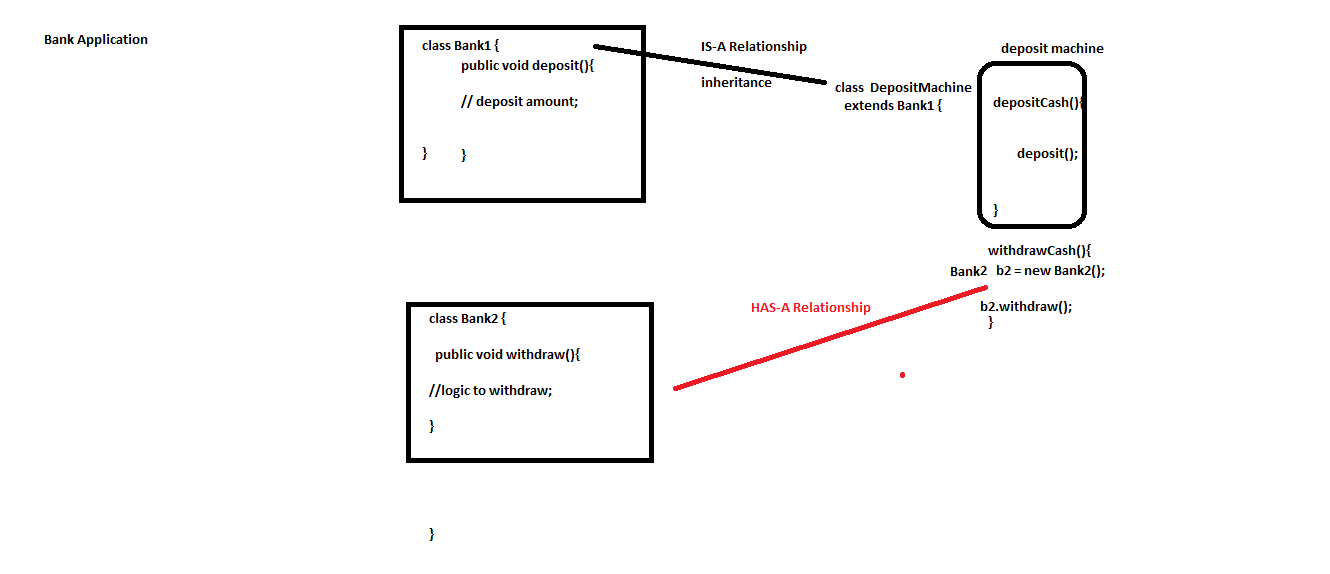 Bank Application
class Bank1 {
public void deposit(){
// deposit amount;
}
}
IS-A Relationship
inheritance
class  DepositMachine
extends Bank1 {
deposit machine
depositCash(){
deposit();
}
withdrawCash(){
Bank2  b2 = new Bank2();
b2.withdraw();
}
HAS-A Relationship
class Bank2 {
public void withdraw(){
//logic to withdraw;
}
}